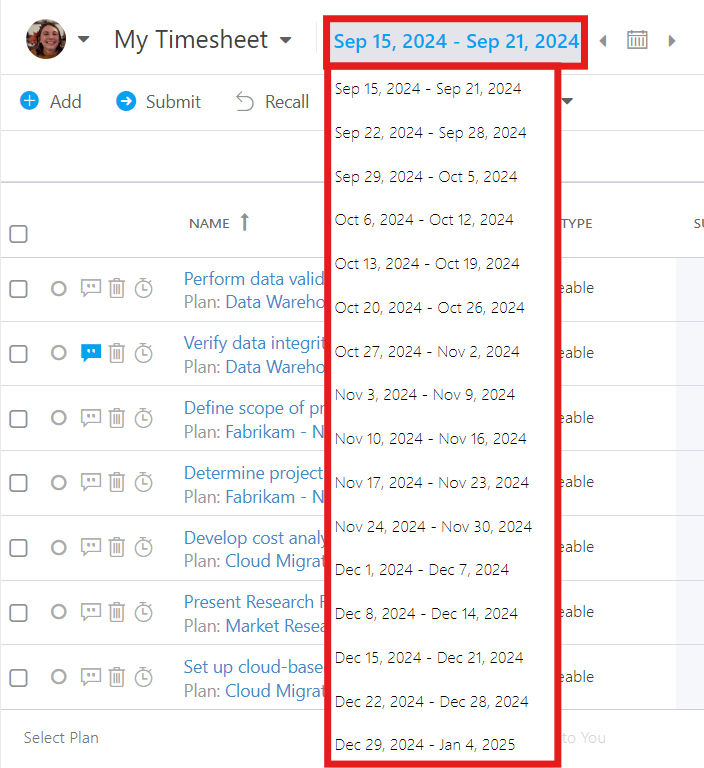 My Timesheet
Sep 15, 2024 - Sep 21, 2024
Add
Submit
Recall
Sep 15, 2024 - Sep 21, 2024
Sep 22, 2024 - Sep 28, 2024
Sep 29, 2024 - Oct 5, 2024
Oct 6, 2024 - Oct 12, 2024
Oct 13, 2024 - Oct 19, 2024
Oct 20, 2024 - Oct 26, 2024
Oct 27, 2024 - Nov 2, 2024
Nov 3, 2024 - Nov 9, 2024
Nov 10, 2024 - Nov 16, 2024
Nov 17, 2024 - Nov 23, 2024
Nov 24, 2024 - Nov 30, 2024
Dec 1, 2024 - Dec 7, 2024
Dec 8, 2024 - Dec 14, 2024
Dec 15, 2024 - Dec 21, 2024
Dec 22, 2024 - Dec 28, 2024
Dec 29, 2024 - Jan 4, 2025
NAME
TYPE
Perform data valid
Plan: Data Wareho
eable
Verify data integrit
Plan: Data Wareho
eable
Define scope of pr
Plan: Fabrikam - N
eable
Determine project
Plan: Fabrikam - N
eable
Develop cost analy
Plan: Cloud Migrat
eable
Present Research F
Plan: Market Resea
eable
Set up cloud-base
Plan: Cloud Migrat
eable
Select Plan
to You